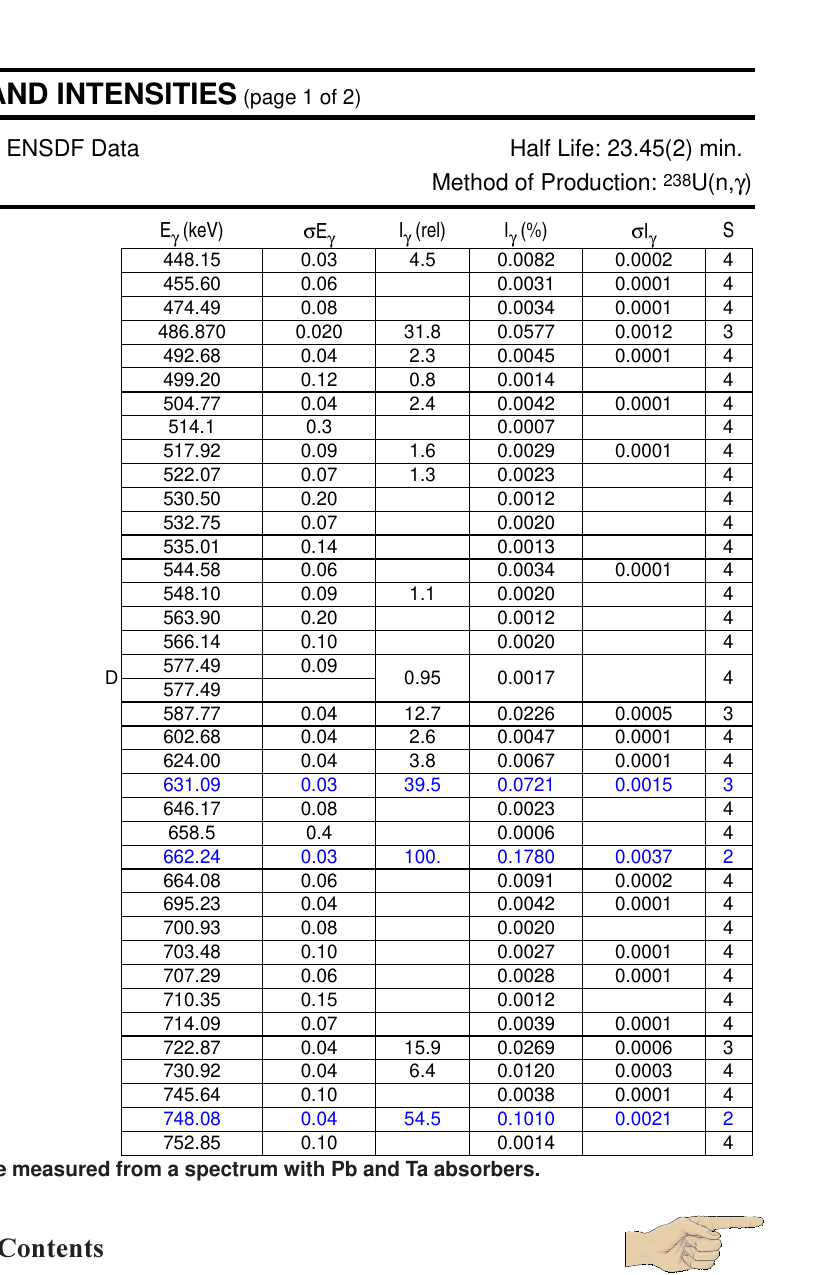 AND INTENSITIES (page 1 of 2)
ENSDF Data Half Life: 23.45(2) min.
Method of Production: ²³⁸U(n,γ)
Eγ (keV) σEγ Iγ (rel) Iγ (%) σIγ S
448.15 0.03 4.5 0.0082 0.0002 4
455.60 0.06 0.0031 0.0001 4
474.49 0.08 0.0034 0.0001 4
486.870 0.020 31.8 0.0577 0.0012 3
492.68 0.04 2.3 0.0045 0.0001 4
499.20 0.12 0.8 0.0014 4
504.77 0.04 2.4 0.0042 0.0001 4
514.1 0.3 0.0007 4
517.92 0.09 1.6 0.0029 0.0001 4
522.07 0.07 1.3 0.0023 4
530.50 0.20 0.0012 4
532.75 0.07 0.0020 4
535.01 0.14 0.0013 4
544.58 0.06 0.0034 0.0001 4
548.10 0.09 1.1 0.0020 4
563.90 0.20 0.0012 4
566.14 0.10 0.0020 4
577.49 0.09
D 0.95 0.0017 4
577.49
587.77 0.04 12.7 0.0226 0.0005 3
602.68 0.04 2.6 0.0047 0.0001 4
624.00 0.04 3.8 0.0067 0.0001 4
631.09 0.03 39.5 0.0721 0.0015 3
646.17 0.08 0.0023 4
658.5 0.4 0.0006 4
662.24 0.03 100. 0.1780 0.0037 2
664.08 0.06 0.0091 0.0002 4
695.23 0.04 0.0042 0.0001 4
700.93 0.08 0.0020 4
703.48 0.10 0.0027 0.0001 4
707.29 0.06 0.0028 0.0001 4
710.35 0.15 0.0012 4
714.09 0.07 0.0039 0.0001 4
722.87 0.04 15.9 0.0269 0.0006 3
730.92 0.04 6.4 0.0120 0.0003 4
745.64 0.10 0.0038 0.0001 4
748.08 0.04 54.5 0.1010 0.0021 2
752.85 0.10 0.0014 4
e measured from a spectrum with Pb and Ta absorbers.
Contents